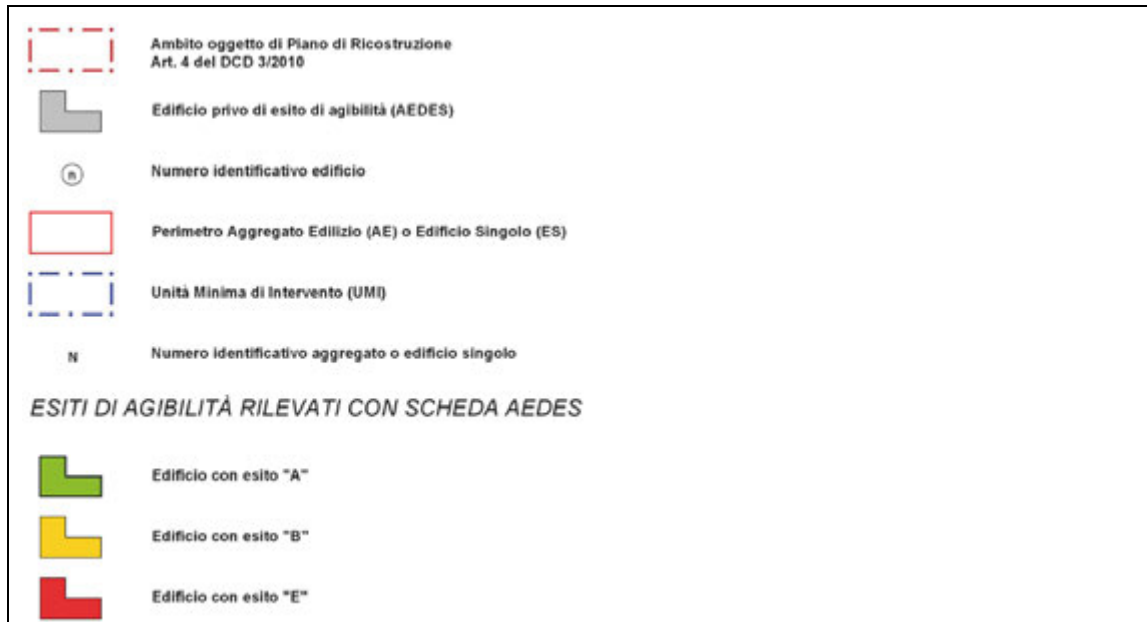 Ambito oggetto di Piano di Ricostruzione
Art. 4 del DCD 3/2010
Edificio privo di esito di agibilità (AEDES)
n
Numero identificativo edificio
Perimetro Aggregato Edilizio (AE) o Edificio Singolo (ES)
Unità Minima di Intervento (UMI)
N
Numero identificativo aggregato o edificio singolo
ESITI DI AGIBILITÀ RILEVATI CON SCHEDA AEDES
Edificio con esito "A"
Edificio con esito "B"
Edificio con esito "E"